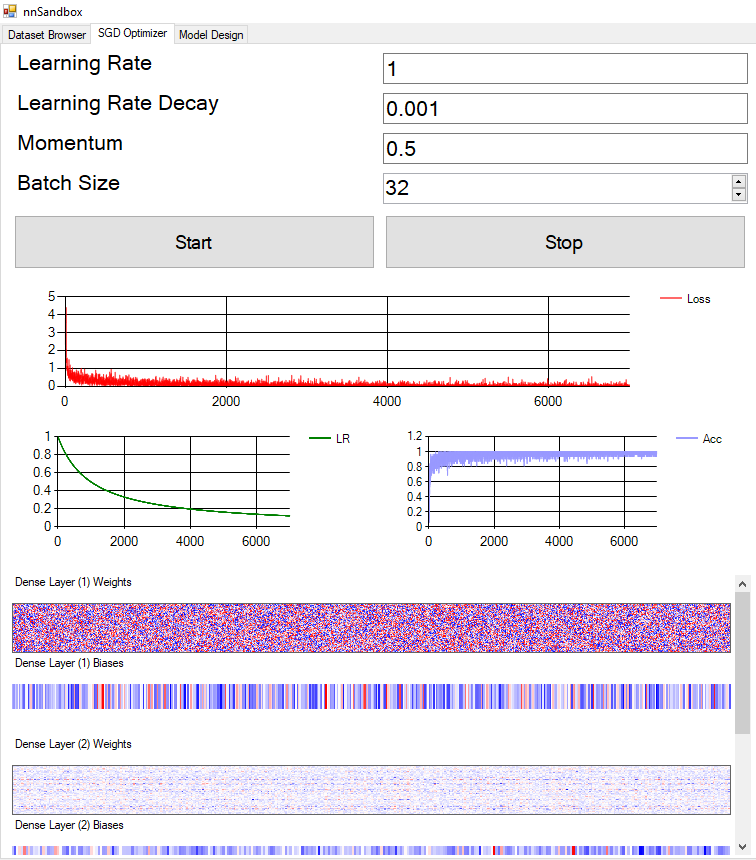 nnSandbox
Dataset Browser SGD Optimizer Model Design
Learning Rate 1
Learning Rate Decay 0.001
Momentum 0.5
Batch Size 32
Start Stop
5
4
3
2
1
0
0 2000 4000 6000
Loss
1
0.8
0.6
0.4
0.2
0
0 2000 4000 6000
LR
1.2
1
0.8
0.6
0.4
0.2
0
0 2000 4000 6000
Acc
Dense Layer (1) Weights
Dense Layer (1) Biases
Dense Layer (2) Weights
Dense Layer (2) Biases